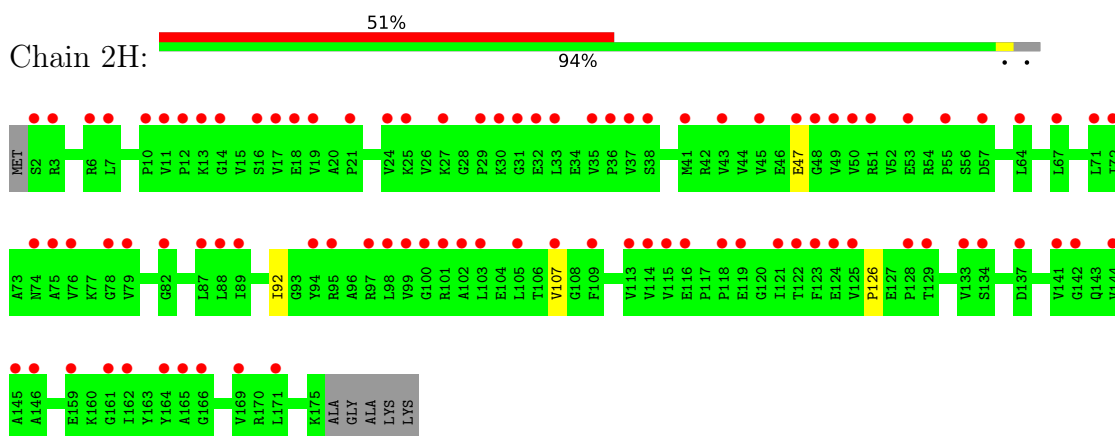 51%
Chain 2H:
94%
• •
MET S2 R3 R6 L7 P10 V11 P12 K13 G14 V15 S16 V17 E18 V19 A20 P21 V24 K25 V26 K27 G28 P29 K30 G31 E32 L33 E34 V35 P36 V37 S38 M41 R42 V43 V44 V45 E46 E47 G48 V49 V50 R51 V52 E53 R54 P55 S56 D57 L64 L67 L71 I72
A73 N74 A75 V76 K77 G78 V79 G82 L87 L88 I89 I92 G93 Y94 R95 A96 R97 L98 V99 G100 R101 A102 L103 E104 L105 T106 V107 G108 F109 V113 V114 V115 E116 P117 P118 E119 G120 I121 T122 F123 E124 V125 P126 E127 P128 T129 V133 S134 D137 V141 G142 Q143 V144
A145 A146 E159 K160 G161 I162 Y163 Y164 A165 G166 V169 R170 L171 K175 ALA GLY ALA LYS LYS